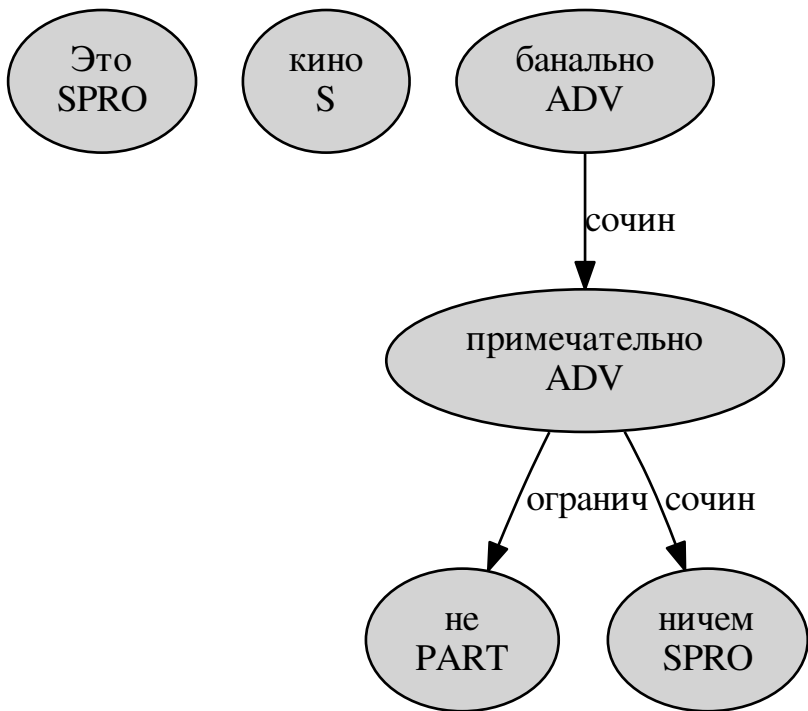 Это
SPRO
кино
S
банально
ADV
сочин
примечательно
ADV
огранич
сочин
не
PART
ничем
SPRO